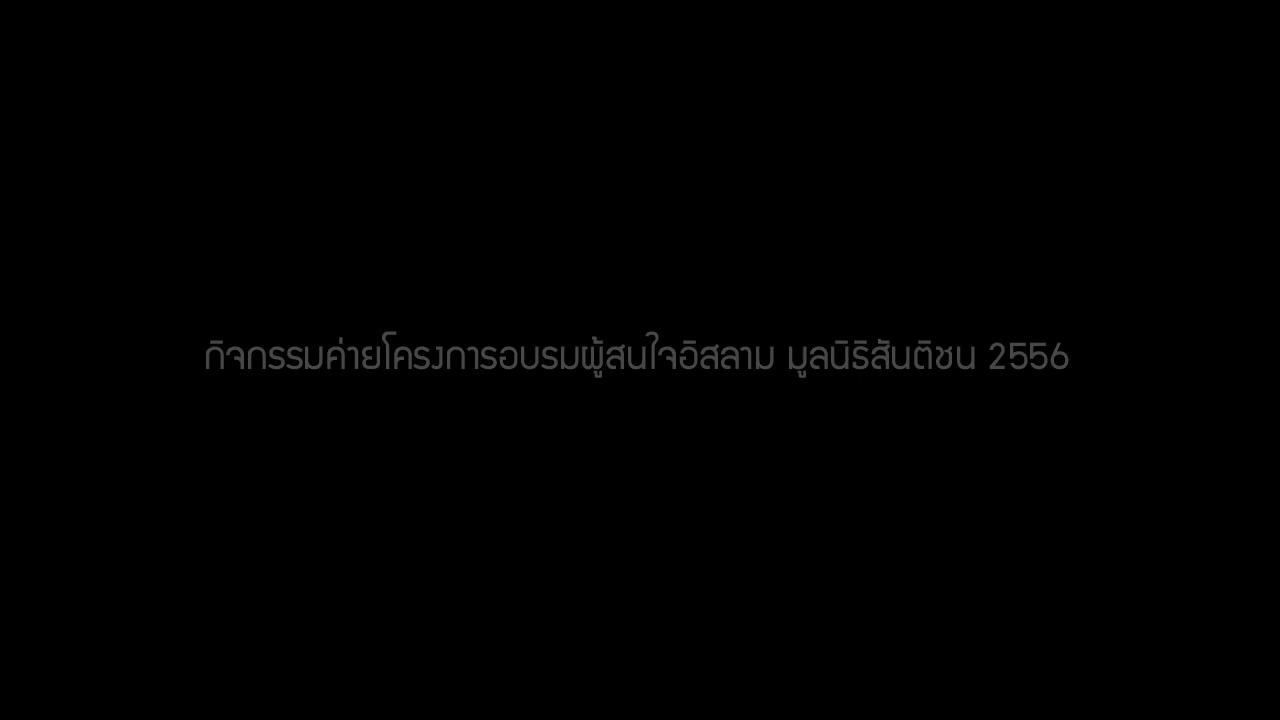 กิจกรรมค่ายโครงการอบรมผู้สนใจอิสลาม มูลนิธิสันติชน 2556